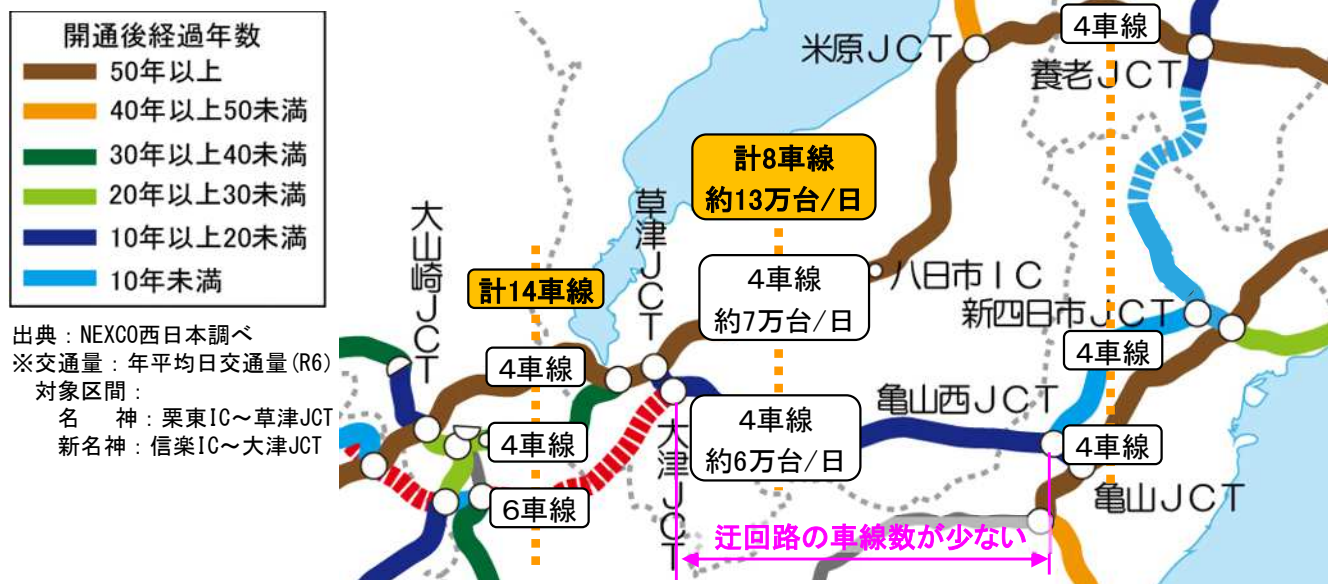 開通後経過年数
50年以上
40年以上50未満
30年以上40未満
20年以上30未満
10年以上20未満
10年未満
出典：NEXCO西日本調べ
※交通量：年平均日交通量(R6)
対象区間：
名　神：栗東IC～草津JCT
新名神：信楽IC～大津JCT
米原JCT
4車線
養老JCT
計8車線
約13万台/日
草津JCT
大山崎JCT
計14車線
4車線
約7万台/日
八日市IC
新四日市JCT
4車線
4車線
亀山西JCT
4車線
約6万台/日
大津JCT
4車線
4車線
6車線
亀山JCT
迂回路の車線数が少ない